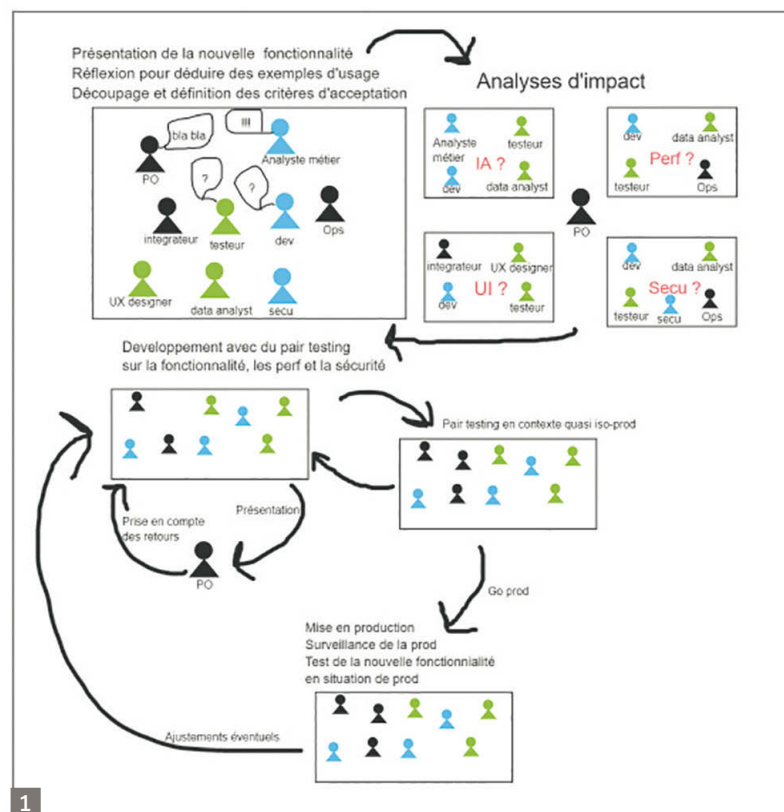 Présentation de la nouvelle fonctionnalité
Réflexion pour déduire des exemples d'usage
Découpage et définition des critères d'acceptation
bla bla
!!!
PO
Analyste métier
?
?
integrateur
testeur
dev
Ops
UX designer
data analyst
secu
Analyses d'impact
Analyste
métier
testeur
IA ?
dev
data analyst
dev
data analyst
Perf ?
testeur
Ops
PO
integrateur
UX designer
UI ?
dev
testeur
dev
data analyst
Secu ?
testeur
secu
Ops
Developpement avec du pair testing
sur la fonctionnalité, les perf et la sécurité
Pair testing en contexte quasi iso-prod
Présentation
Prise en compte
des retours
PO
Go prod
Mise en production
Surveillance de la prod
Test de la nouvelle fonctionnialité
en situation de prod
Ajustements éventuels
1